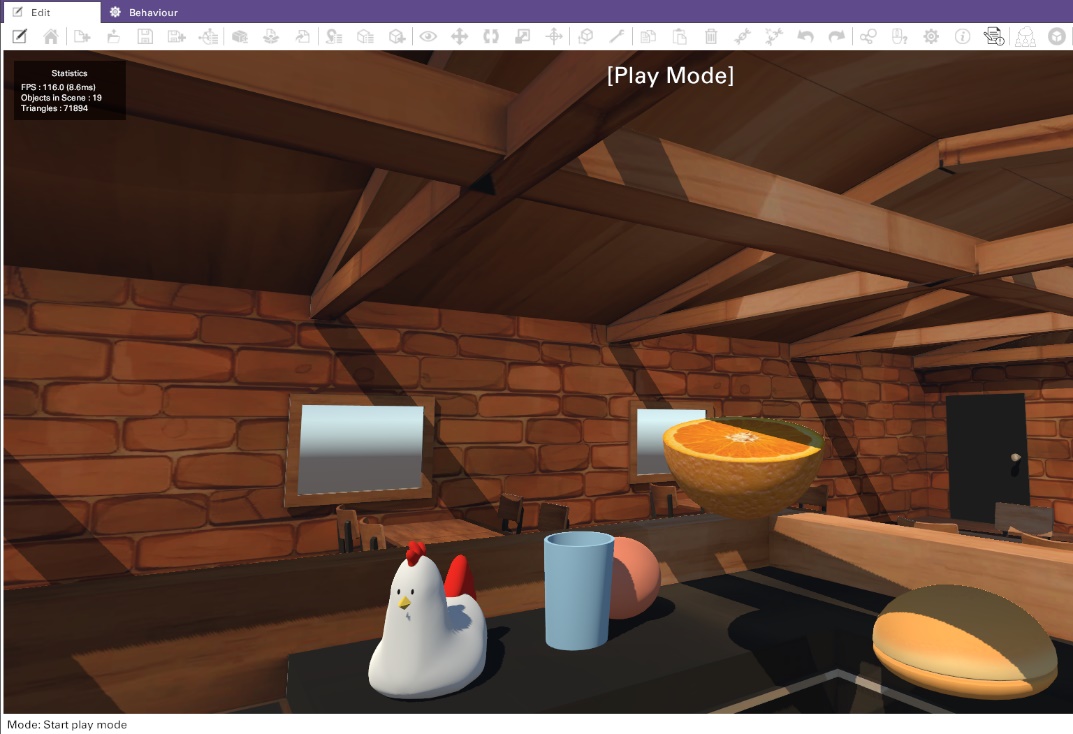 Edit
Behaviour
Statistics
FPS : 116.0 (8.6ms)
Objects in Scene : 19
Triangles : 71894
[Play Mode]
Mode: Start play mode